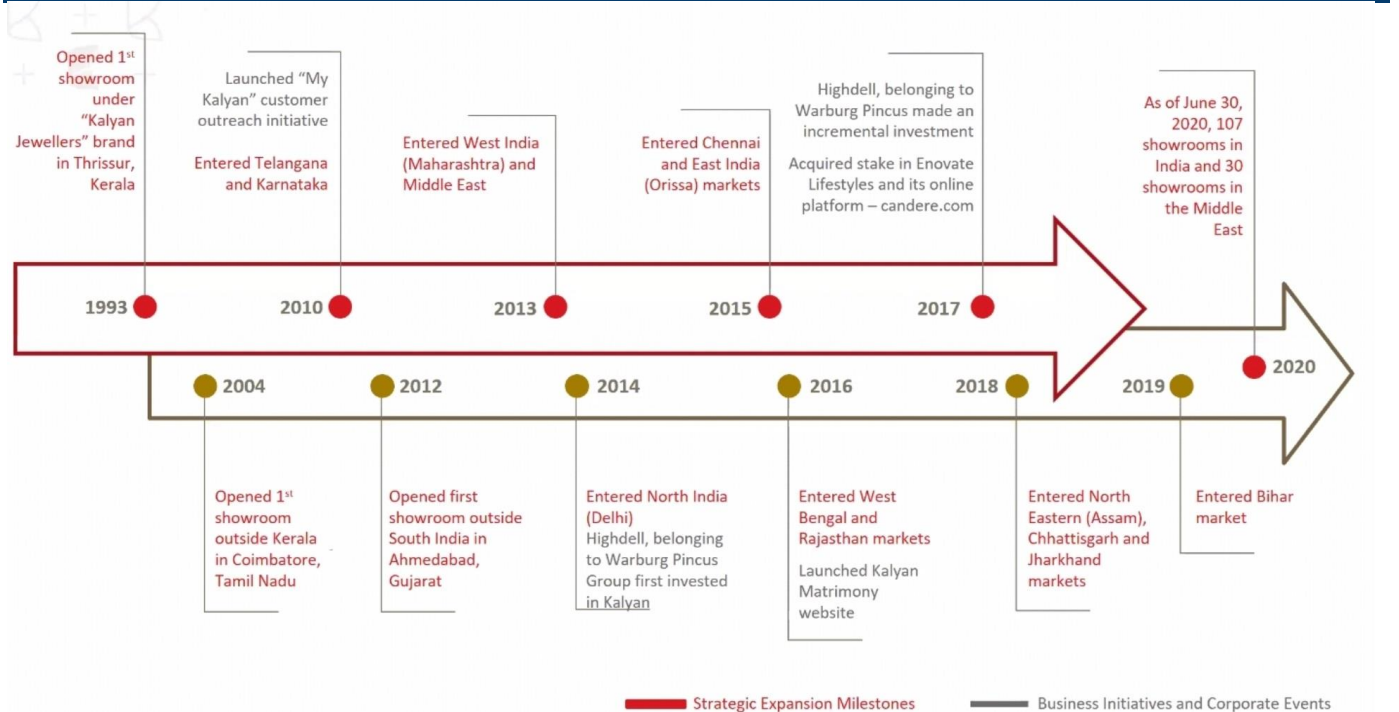 Opened 1st
showroom
under
“Kalyan
Jewellers” brand
in Thrissur,
Kerala
Launched “My
Kalyan” customer
outreach initiative
Entered Telangana
and Karnataka
Entered West India
(Maharashtra) and
Middle East
Entered Chennai
and East India
(Orissa) markets
Highdell, belonging to
Warburg Pincus made an
incremental investment
Acquired stake in Enovate
Lifestyles and its online
platform – candere.com
As of June 30,
2020, 107
showrooms in
India and 30
showrooms in
the Middle
East
1993
2010
2013
2015
2017
2020
2004
2012
2014
2016
2018
2019
Opened 1st
showroom
outside Kerala
in Coimbatore,
Tamil Nadu
Opened first
showroom outside
South India in
Ahmedabad,
Gujarat
Entered North India
(Delhi)
Highdell, belonging
to Warburg Pincus
Group first invested
in Kalyan
Entered West
Bengal and
Rajasthan markets
Launched Kalyan
Matrimony
website
Entered North
Eastern (Assam),
Chhattisgarh and
Jharkhand
markets
Entered Bihar
market
Strategic Expansion Milestones
Business Initiatives and Corporate Events